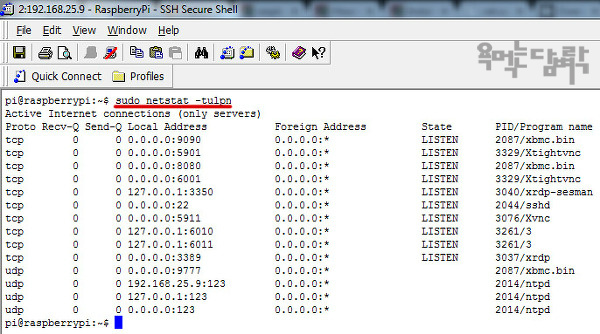 2:192.168.25.9 - RaspberryPi - SSH Secure Shell
File Edit View Window Help
Quick Connect Profiles
욕먹는담락
pi@raspberrypi:~$ sudo netstat -tulpn
Active Internet connections (only servers)
Proto Recv-Q Send-Q Local Address Foreign Address State PID/Program name
tcp 0 0 0.0.0.0:9090 0.0.0.0:* LISTEN 2087/xbmc.bin
tcp 0 0 0.0.0.0:5901 0.0.0.0:* LISTEN 3329/Xtightvnc
tcp 0 0 0.0.0.0:8080 0.0.0.0:* LISTEN 2087/xbmc.bin
tcp 0 0 0.0.0.0:6001 0.0.0.0:* LISTEN 3329/Xtightvnc
tcp 0 0 127.0.0.1:3350 0.0.0.0:* LISTEN 3040/xrdp-sesman
tcp 0 0 0.0.0.0:22 0.0.0.0:* LISTEN 2044/sshd
tcp 0 0 0.0.0.0:5911 0.0.0.0:* LISTEN 3076/Xvnc
tcp 0 0 127.0.0.1:6010 0.0.0.0:* LISTEN 3261/3
tcp 0 0 127.0.0.1:6011 0.0.0.0:* LISTEN 3261/3
tcp 0 0 0.0.0.0:3389 0.0.0.0:* LISTEN 3037/xrdp
udp 0 0 0.0.0.0:9777 0.0.0.0:* 2087/xbmc.bin
udp 0 0 192.168.25.9:123 0.0.0.0:* 2014/ntpd
udp 0 0 127.0.0.1:123 0.0.0.0:* 2014/ntpd
udp 0 0 0.0.0.0:123 0.0.0.0:* 2014/ntpd
pi@raspberrypi:~$